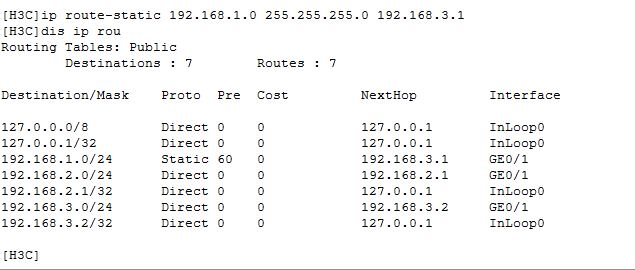 [H3C]ip route-static 192.168.1.0 255.255.255.0 192.168.3.1
[H3C]dis ip rou
Routing Tables: Public
Destinations : 7 Routes : 7
Destination/Mask Proto Pre Cost NextHop Interface
127.0.0.0/8 Direct 0 0 127.0.0.1 InLoop0
127.0.0.1/32 Direct 0 0 127.0.0.1 InLoop0
192.168.1.0/24 Static 60 0 192.168.3.1 GE0/1
192.168.2.0/24 Direct 0 0 192.168.2.1 GE0/0
192.168.2.1/32 Direct 0 0 127.0.0.1 InLoop0
192.168.3.0/24 Direct 0 0 192.168.3.2 GE0/1
192.168.3.2/32 Direct 0 0 127.0.0.1 InLoop0
[H3C]